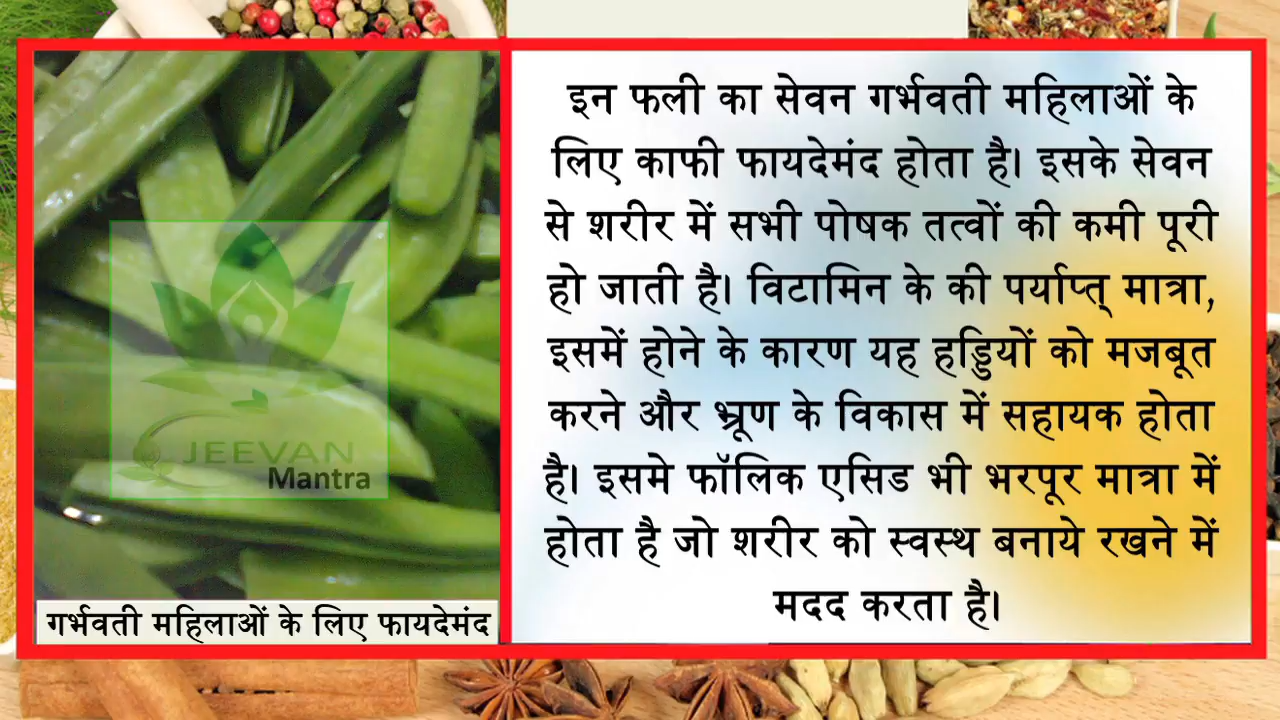 इन फली का सेवन गर्भवती महिलाओं के
लिए काफी फायदेमंद होता है। इसके सेवन
से शरीर में सभी पोषक तत्वों की कमी पूरी
हो जाती है। विटामिन के की पर्याप्त् मात्रा,
इसमें होने के कारण यह हड्डियों को मजबूत
करने और भ्रूण के विकास में सहायक होता
है। इसमे फॉलिक एसिड भी भरपूर मात्रा में
होता है जो शरीर को स्वस्थ बनाये रखने में
मदद करता है।
JEEVAN
Mantra
गर्भवती महिलाओं के लिए फायदेमंद